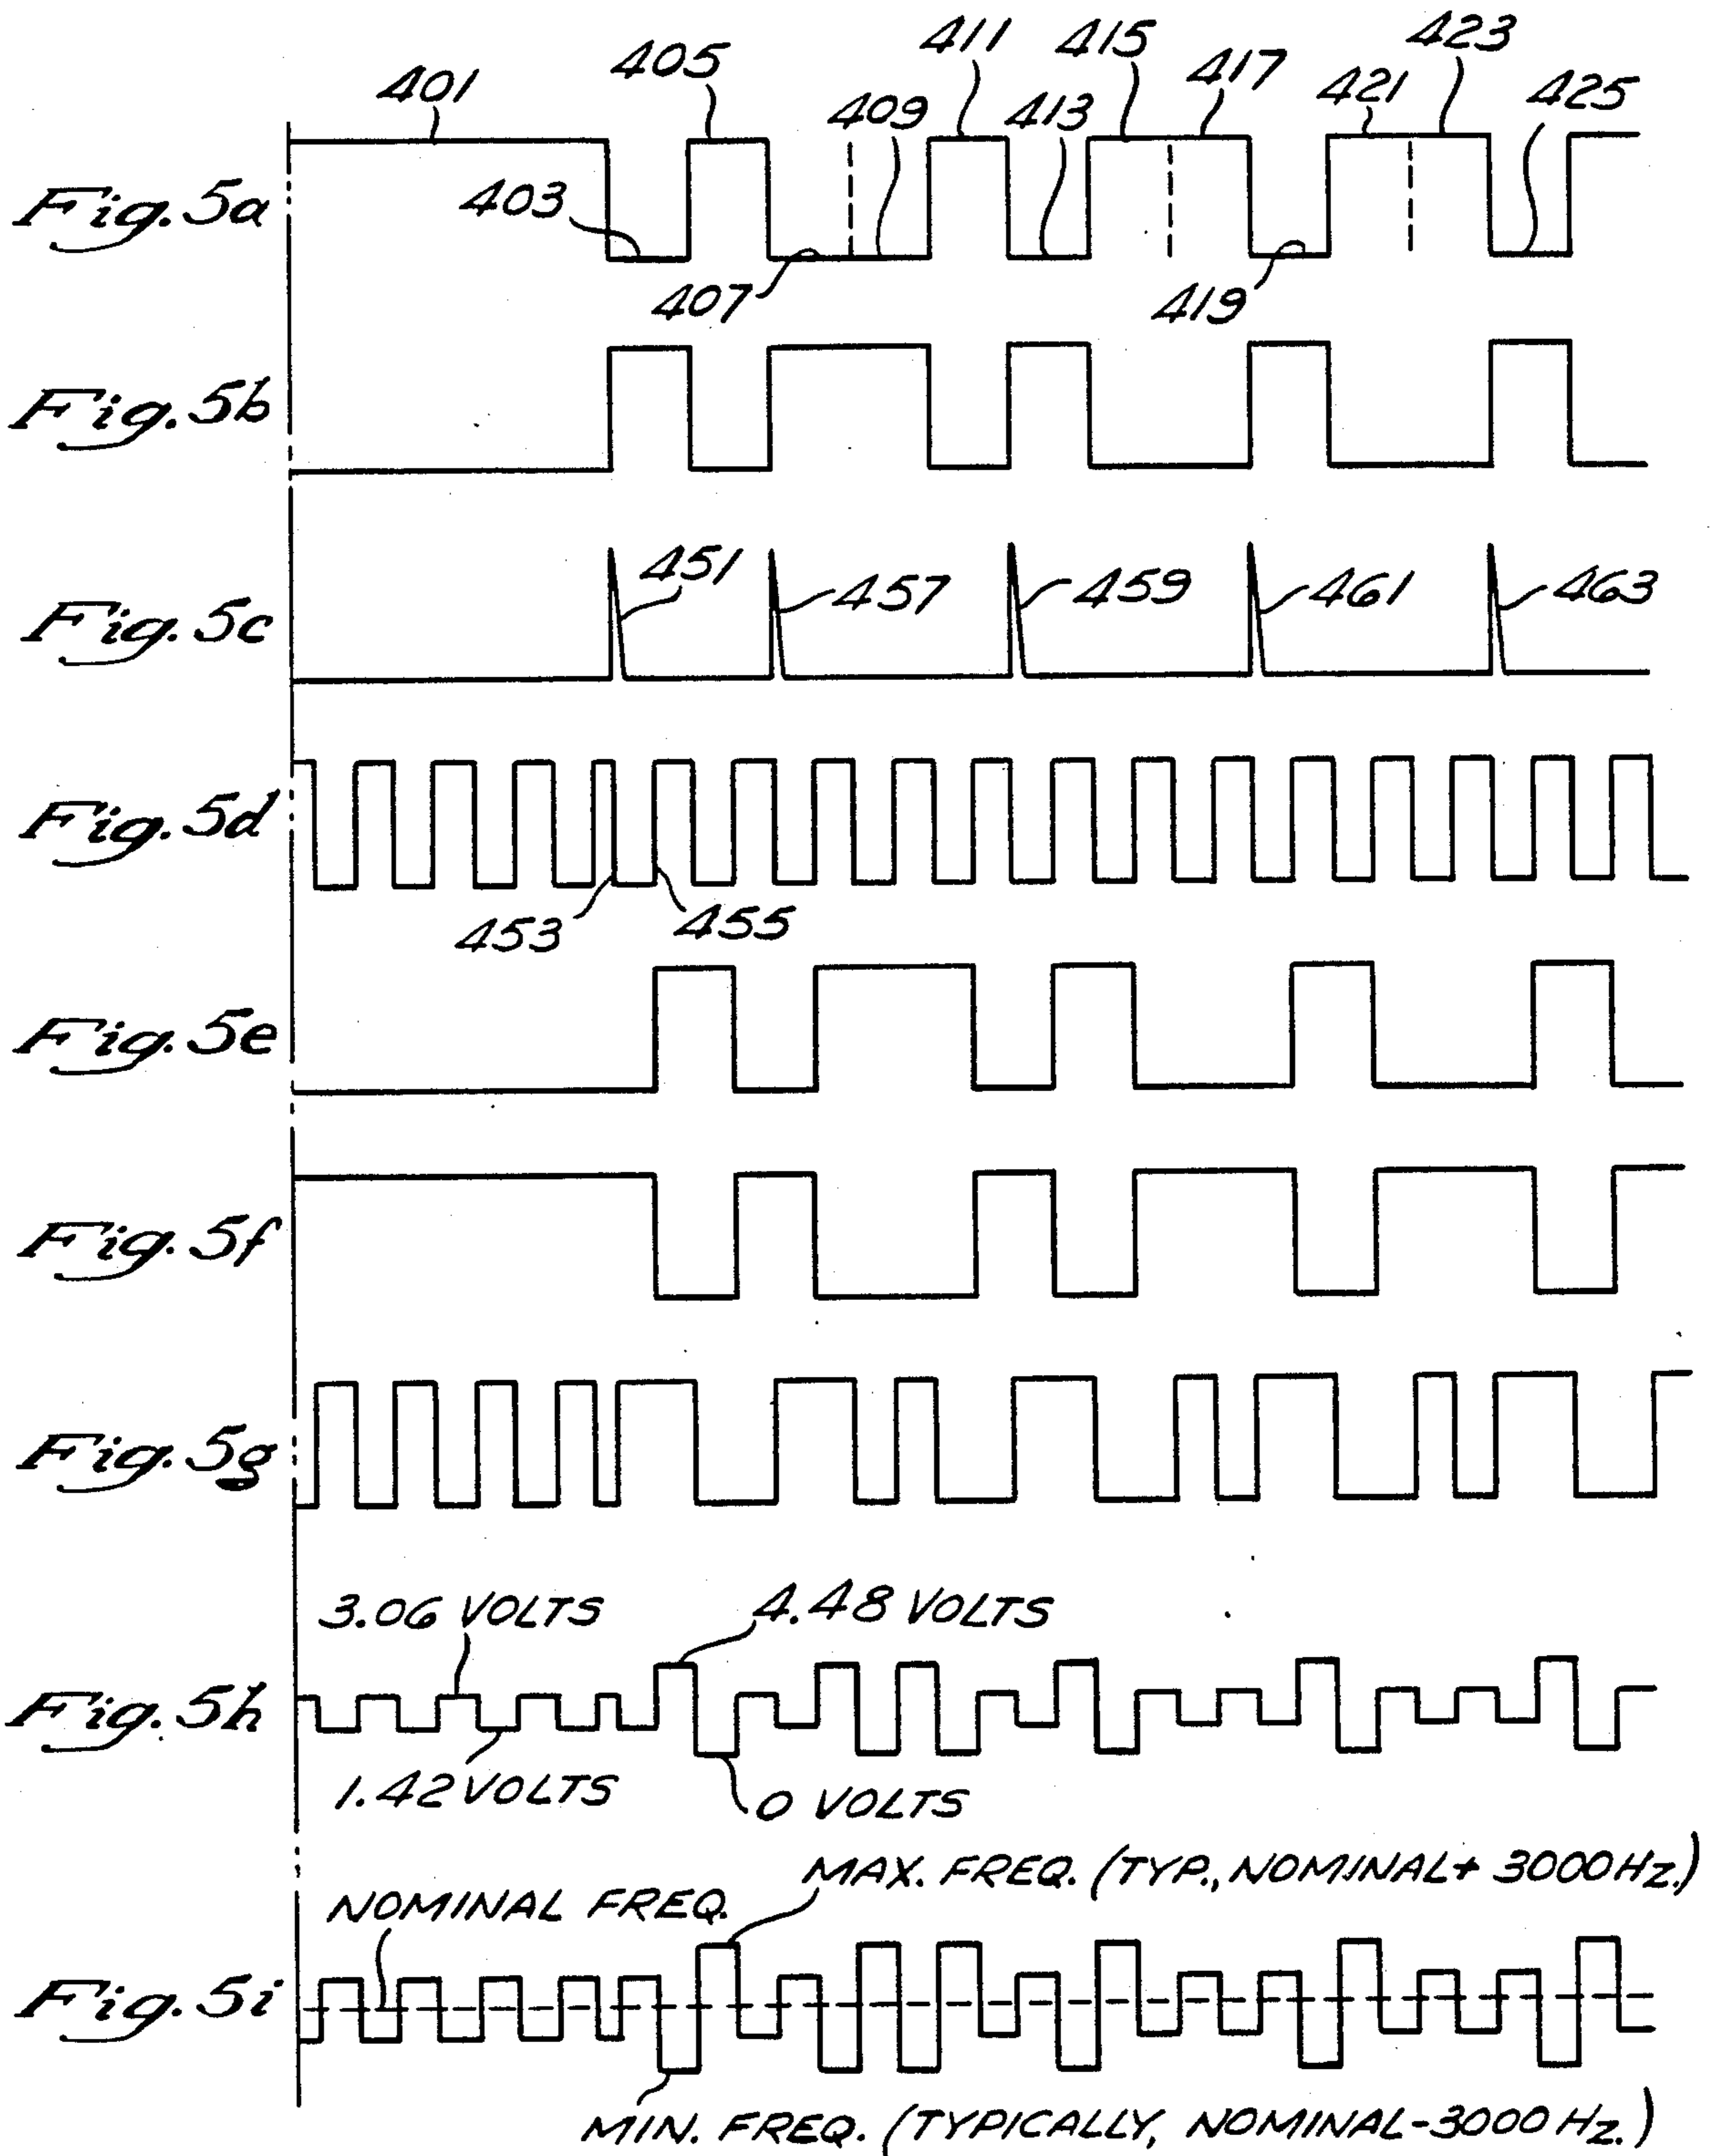 401
405
411
415
417
421
423
425
409
413
403
407
419
Fig. 5a
Fig. 5b
Fig. 5c
451
457
459
461
463
Fig. 5d
453
455
Fig. 5e
Fig. 5f
Fig. 5g
Fig. 5h
3.06 VOLTS
4.48 VOLTS
1.42 VOLTS
0 VOLTS
Fig. 5i
NOMINAL FREQ.
MAX. FREQ. (TYP., NOMINAL + 3000 Hz.)
MIN. FREQ. (TYPICALLY, NOMINAL-3000 Hz.)